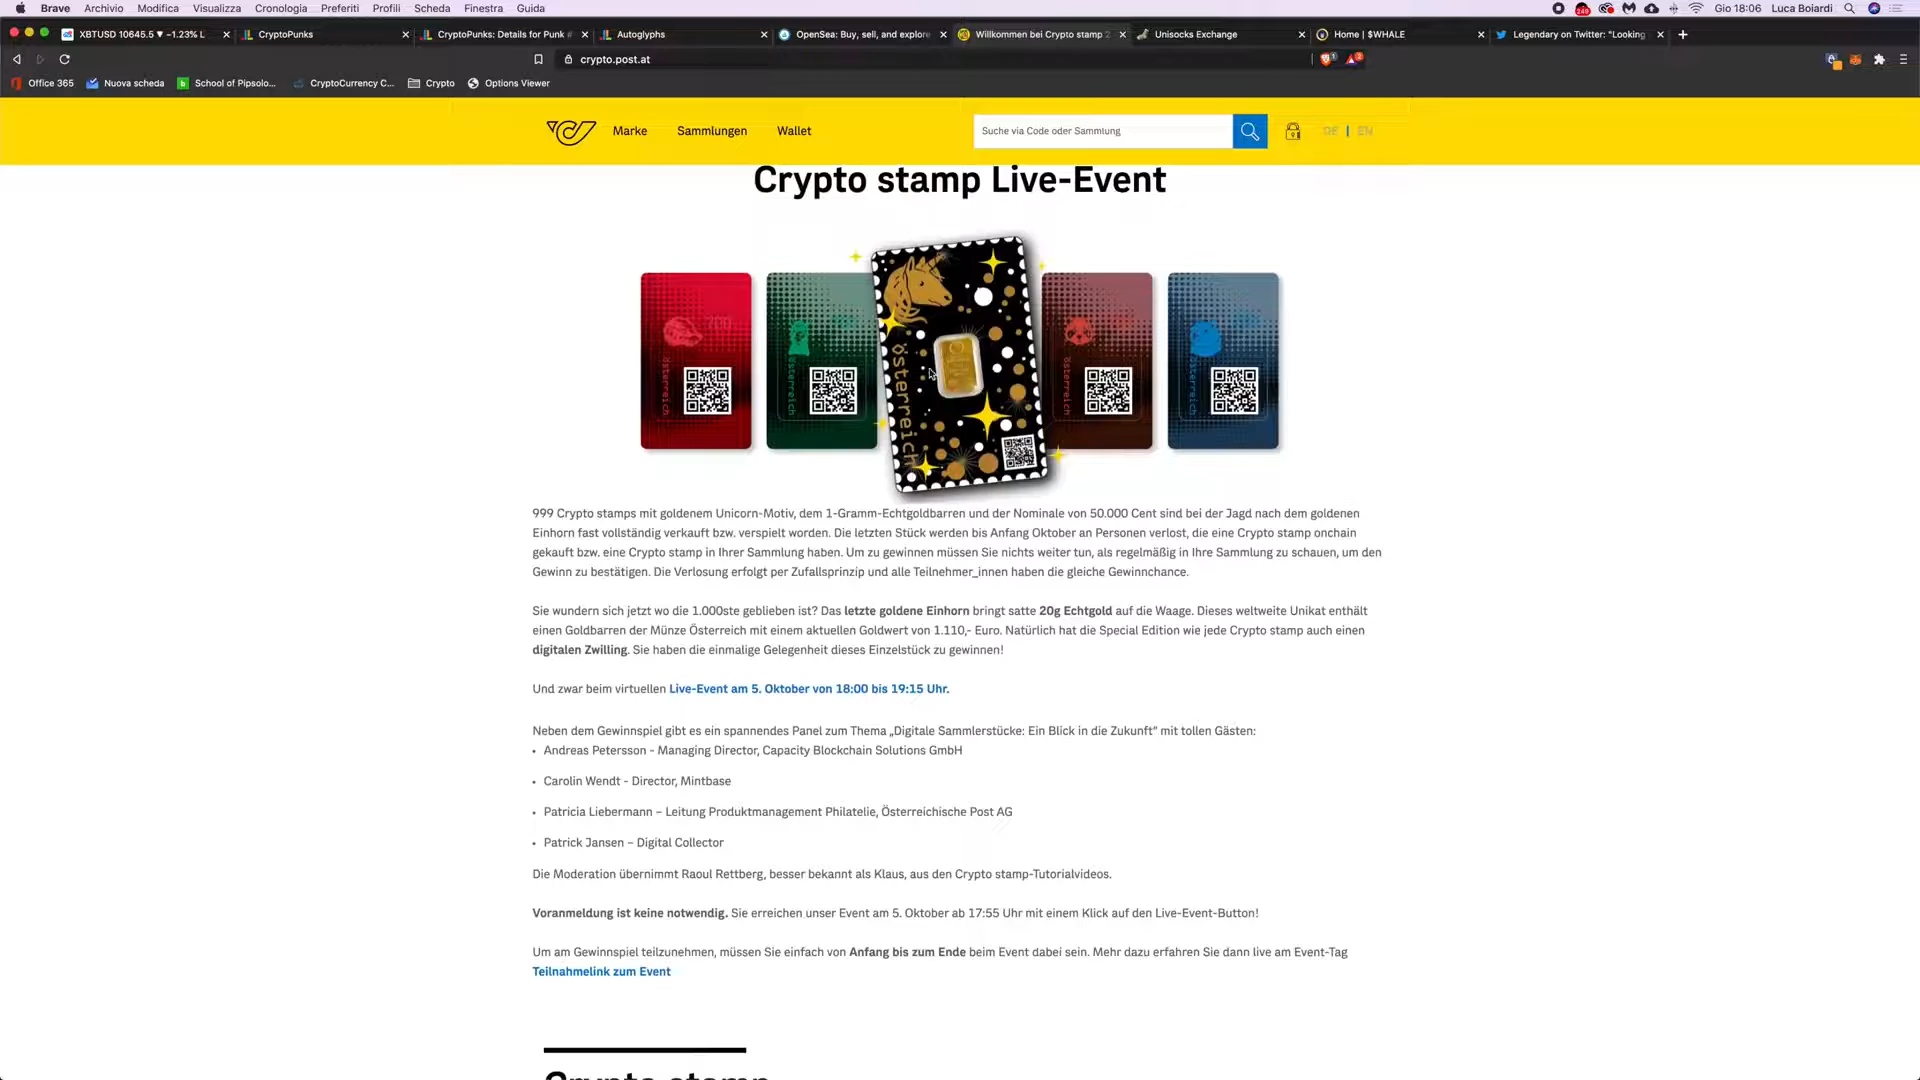 Brave Archivio Modifica Visualizza Cronologia Preferiti Profili Scheda Finestra Guida
249
Gio 18:06 Luca Boiardi
XBTUSD 10645.5 ▼ −1.23% L
CryptoPunks
CryptoPunks: Details for Punk #
Autoglyphs
OpenSea: Buy, sell, and explore
Willkommen bei Crypto stamp 2
Unisocks Exchange
Home | $WHALE
Legendary on Twitter: "Looking
crypto.post.at
Office 365
Nuova scheda
School of Pipsolo...
CryptoCurrency C...
Crypto
Options Viewer
Marke Sammlungen Wallet
Suche via Code oder Sammlung
DE | EN
Crypto stamp Live-Event
700
österreich
österreich
österreich
österreich
österreich
999 Crypto stamps mit goldenem Unicorn-Motiv, dem 1-Gramm-Echtgoldbarren und der Nominale von 50.000 Cent sind bei der Jagd nach dem goldenen
Einhorn fast vollständig verkauft bzw. verspielt worden. Die letzten Stück werden bis Anfang Oktober an Personen verlost, die eine Crypto stamp onchain
gekauft bzw. eine Crypto stamp in Ihrer Sammlung haben. Um zu gewinnen müssen Sie nichts weiter tun, als regelmäßig in Ihre Sammlung zu schauen, um den
Gewinn zu bestätigen. Die Verlosung erfolgt per Zufallsprinzip und alle Teilnehmer_innen haben die gleiche Gewinnchance.
Sie wundern sich jetzt wo die 1.000ste geblieben ist? Das letzte goldene Einhorn bringt satte 20g Echtgold auf die Waage. Dieses weltweite Unikat enthält
einen Goldbarren der Münze Österreich mit einem aktuellen Goldwert von 1.110,- Euro. Natürlich hat die Special Edition wie jede Crypto stamp auch einen
digitalen Zwilling. Sie haben die einmalige Gelegenheit dieses Einzelstück zu gewinnen!
Und zwar beim virtuellen Live-Event am 5. Oktober von 18:00 bis 19:15 Uhr.
Neben dem Gewinnspiel gibt es ein spannendes Panel zum Thema „Digitale Sammlerstücke: Ein Blick in die Zukunft" mit tollen Gästen:
• Andreas Petersson - Managing Director, Capacity Blockchain Solutions GmbH
• Carolin Wendt - Director, Mintbase
• Patricia Liebermann – Leitung Produktmanagement Philatelie, Österreichische Post AG
• Patrick Jansen – Digital Collector
Die Moderation übernimmt Raoul Rettberg, besser bekannt als Klaus, aus den Crypto stamp-Tutorialvideos.
Voranmeldung ist keine notwendig. Sie erreichen unser Event am 5. Oktober ab 17:55 Uhr mit einem Klick auf den Live-Event-Button!
Um am Gewinnspiel teilzunehmen, müssen Sie einfach von Anfang bis zum Ende beim Event dabei sein. Mehr dazu erfahren Sie dann live am Event-Tag
Teilnahmelink zum Event
Crypto stamp